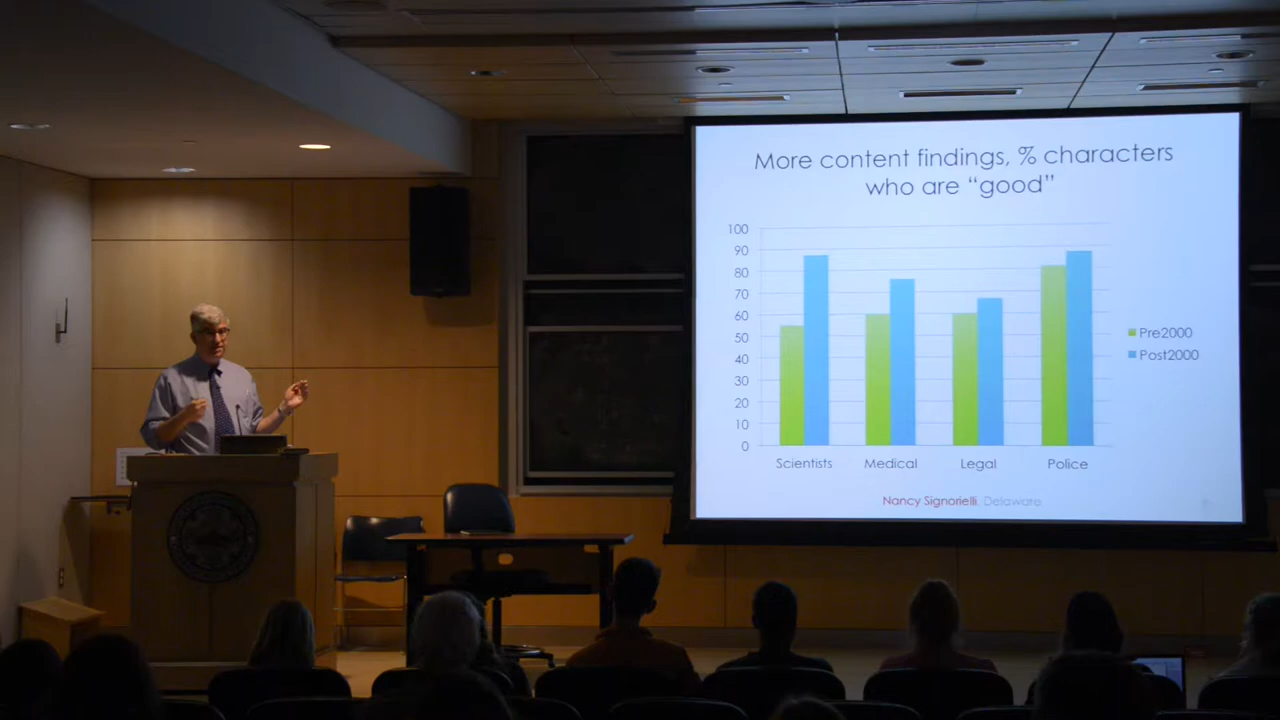 More content findings, % characters
who are “good”
100
90
80
70
60
50
40
30
20
10
0
Pre2000
Post2000
Scientists Medical Legal Police
Nancy Signorielli, Delaware